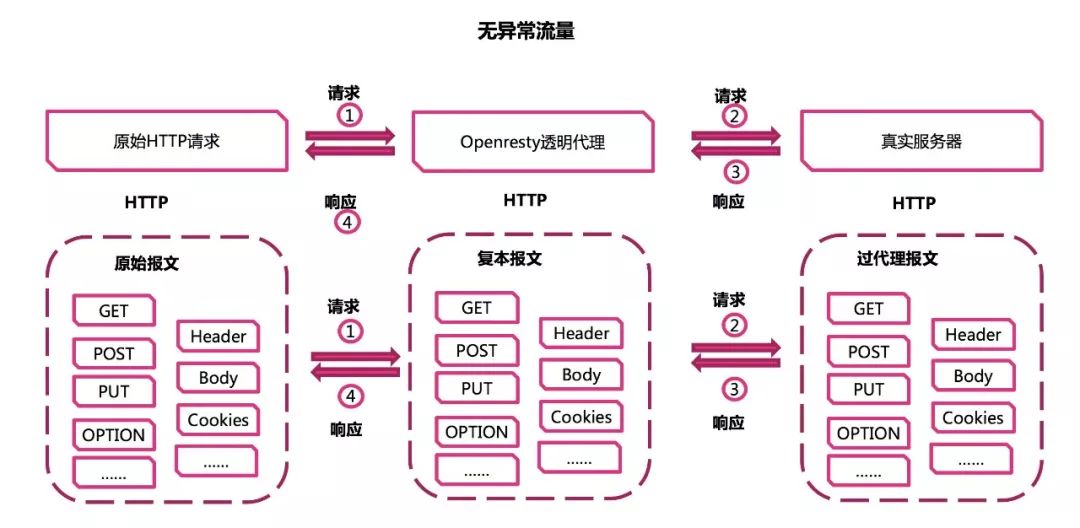 无异常流量
请求
①
请求
②
原始HTTP请求
Openresty透明代理
真实服务器
HTTP
响应
④
HTTP
③
响应
HTTP
原始报文
GET
POST
PUT
OPTION
......
Header
Body
Cookies
......
请求
①
④
响应
复本报文
GET
POST
PUT
OPTION
......
Header
Body
Cookies
......
请求
②
③
响应
过代理报文
GET
POST
PUT
OPTION
......
Header
Body
Cookies
......